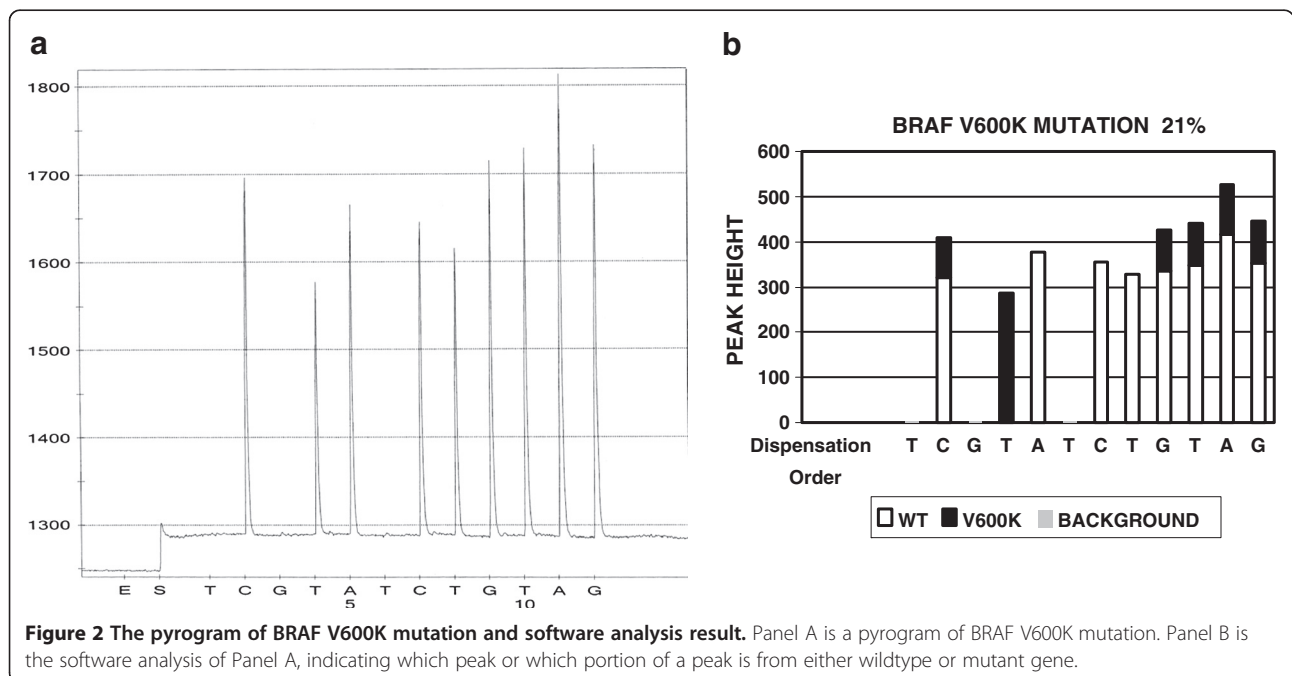 a
1800
1700
1600
1500
1400
1300
E S T C G T A T C T G T A G
5 10
b
BRAF V600K MUTATION 21%
PEAK HEIGHT
600
500
400
300
200
100
0
Dispensation T C G T A T C T G T A G
Order
WT V600K BACKGROUND
Figure 2 The pyrogram of BRAF V600K mutation and software analysis result. Panel A is a pyrogram of BRAF V600K mutation. Panel B is
the software analysis of Panel A, indicating which peak or which portion of a peak is from either wildtype or mutant gene.